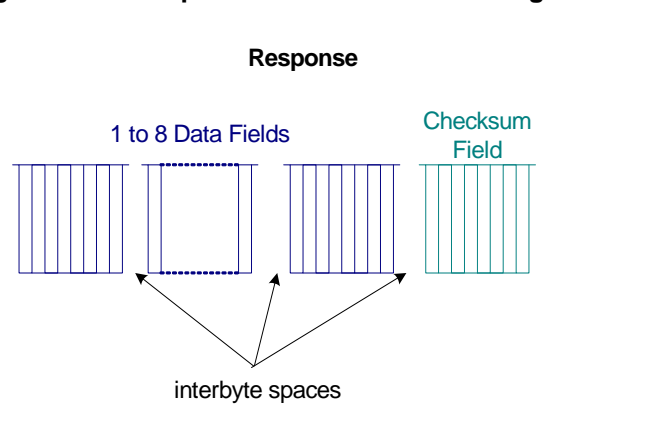 Response
1 to 8 Data Fields
Checksum
Field
interbyte spaces